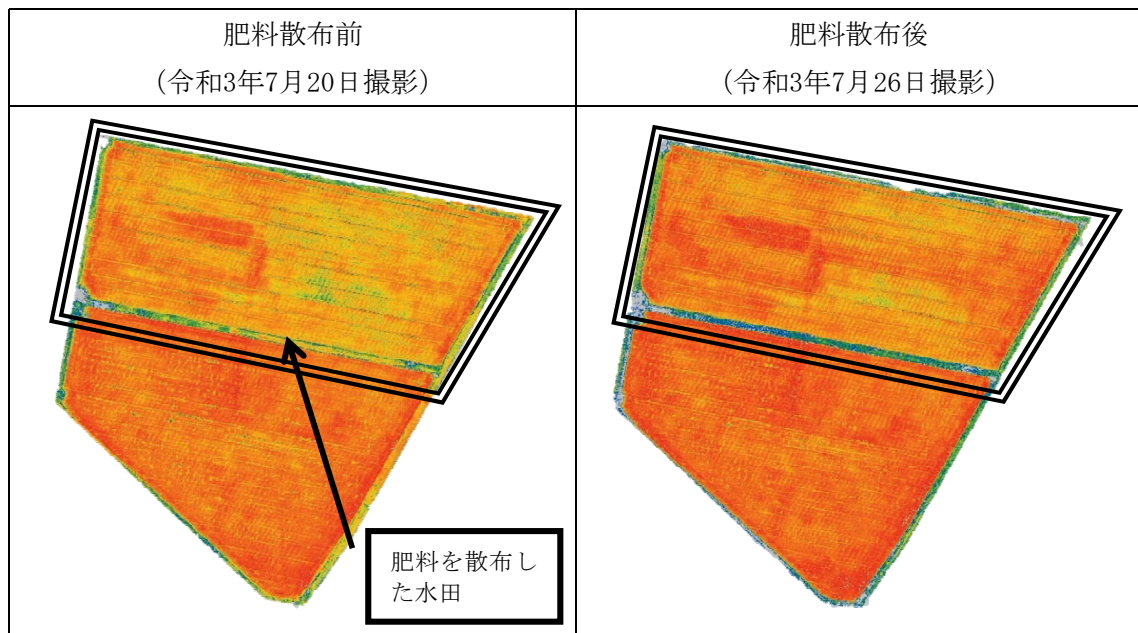 肥料散布前
（令和3年7月20日撮影）
肥料散布後
（令和3年7月26日撮影）
肥料を散布し
た水田